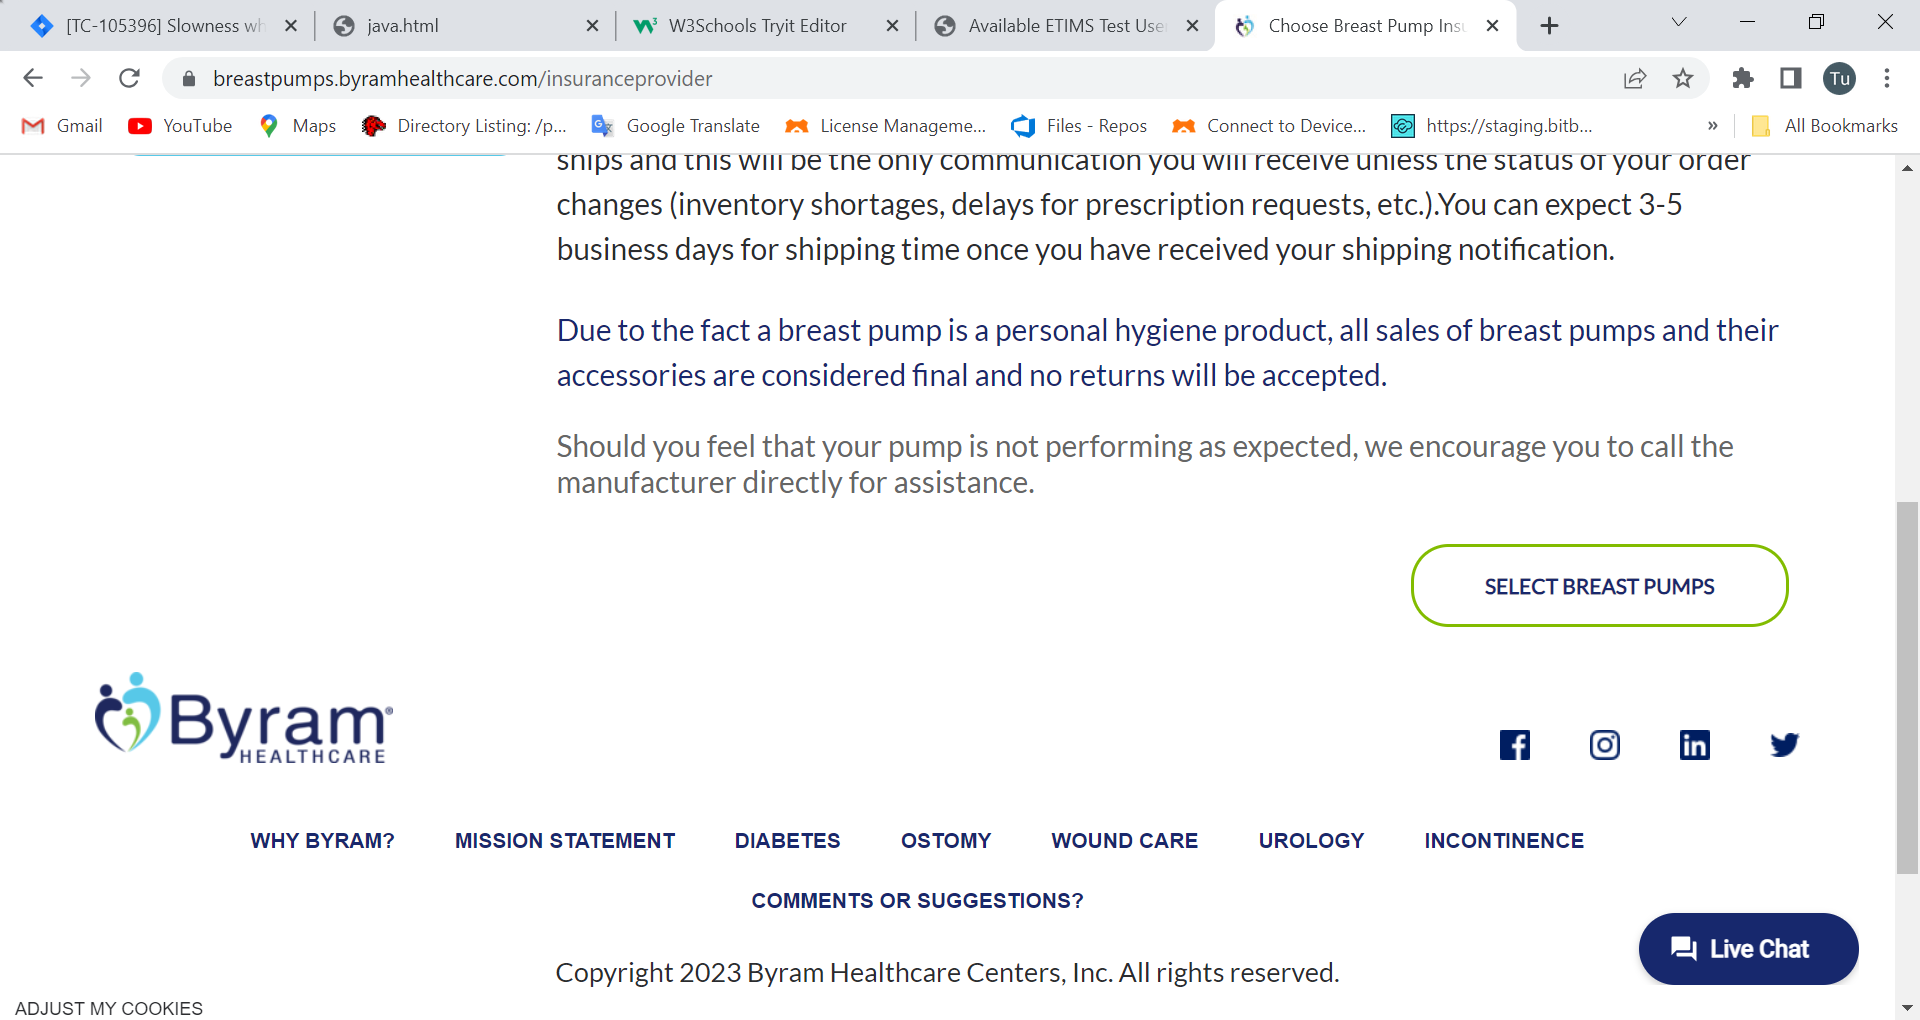 [TC-105396] Slowness wh
java.html
W3Schools Tryit Editor
Available ETIMS Test Use
Choose Breast Pump Ins
breastpumps.byramhealthcare.com/insuranceprovider
Tu
Gmail
YouTube
Maps
Directory Listing: /p...
Google Translate
License Manageme...
Files - Repos
Connect to Device...
https://staging.bitb...
»
All Bookmarks
ships and this will be the only communication you will receive unless the status of your order
changes (inventory shortages, delays for prescription requests, etc.).You can expect 3-5
business days for shipping time once you have received your shipping notification.
Due to the fact a breast pump is a personal hygiene product, all sales of breast pumps and their
accessories are considered final and no returns will be accepted.
Should you feel that your pump is not performing as expected, we encourage you to call the
manufacturer directly for assistance.
SELECT BREAST PUMPS
Byram®
HEALTHCARE
WHY BYRAM?
MISSION STATEMENT
DIABETES
OSTOMY
WOUND CARE
UROLOGY
INCONTINENCE
COMMENTS OR SUGGESTIONS?
Live Chat
Copyright 2023 Byram Healthcare Centers, Inc. All rights reserved.
ADJUST MY COOKIES